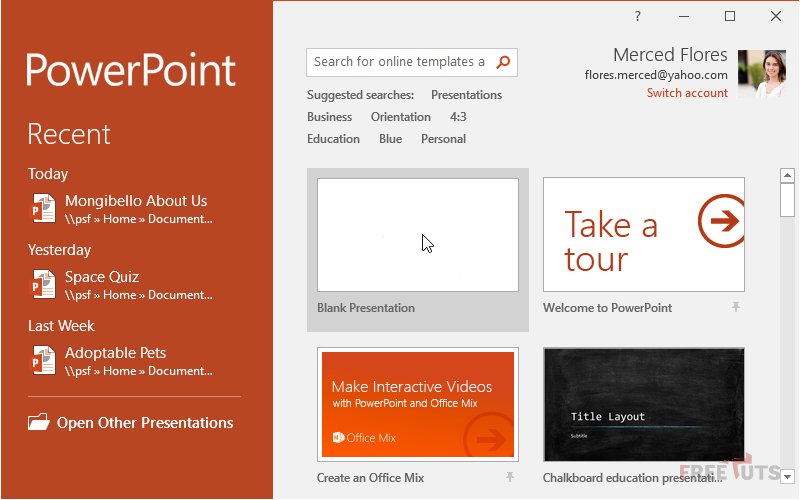 PowerPoint
Recent
Today
Mongibello About Us
\\psf » Home » Document...
Yesterday
Space Quiz
\\psf » Home » Document...
Last Week
Adoptable Pets
\\psf » Home » Document...
Open Other Presentations
?
Search for online templates a
Merced Flores
flores.merced@yahoo.com
Switch account
Suggested searches: Presentations
Business Orientation 4:3
Education Blue Personal
Take a
tour
Blank Presentation
Welcome to PowerPoint
Make Interactive Videos
with PowerPoint and Office Mix
Office Mix
Title Layout
Subtitle
Create an Office Mix
Chalkboard education presentati...
FREETUTS